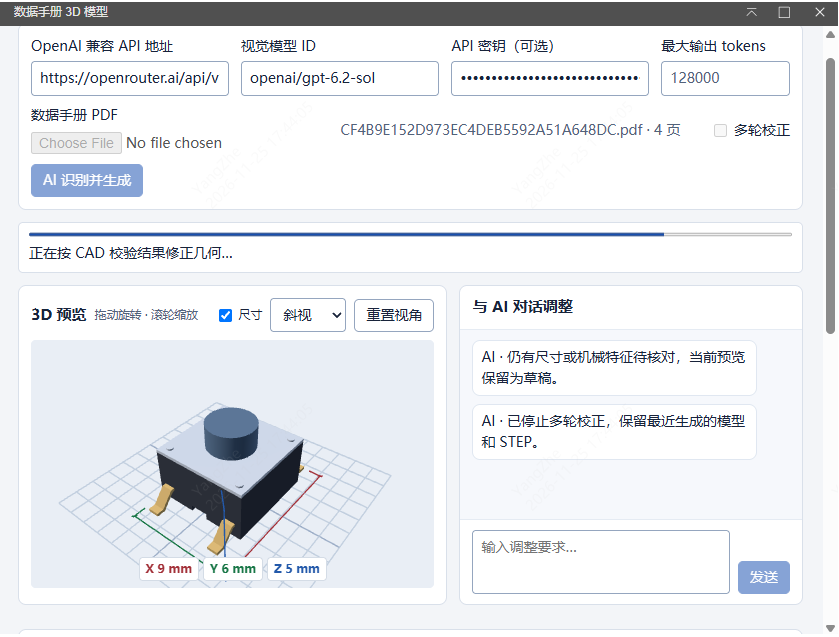 数据手册 3D 模型
OpenAI 兼容 API 地址
视觉模型 ID
API 密钥（可选）
最大输出 tokens
https://openrouter.ai/api/v
openai/gpt-6.2-sol
••••••••••••••••••••••••••••••••
128000
数据手册 PDF
Choose File No file chosen
CF4B9E152D973EC4DEB5592A51A648DC.pdf · 4 页
多轮校正
AI 识别并生成
正在按 CAD 校验结果修正几何...
3D 预览 拖动旋转 · 滚轮缩放
尺寸
斜视
重置视角
X 9 mm
Y 6 mm
Z 5 mm
与 AI 对话调整
AI · 仍有尺寸或机械特征待核对，当前预览
保留为草稿。
AI · 已停止多轮校正，保留最近生成的模型
和 STEP。
输入调整要求...
发送